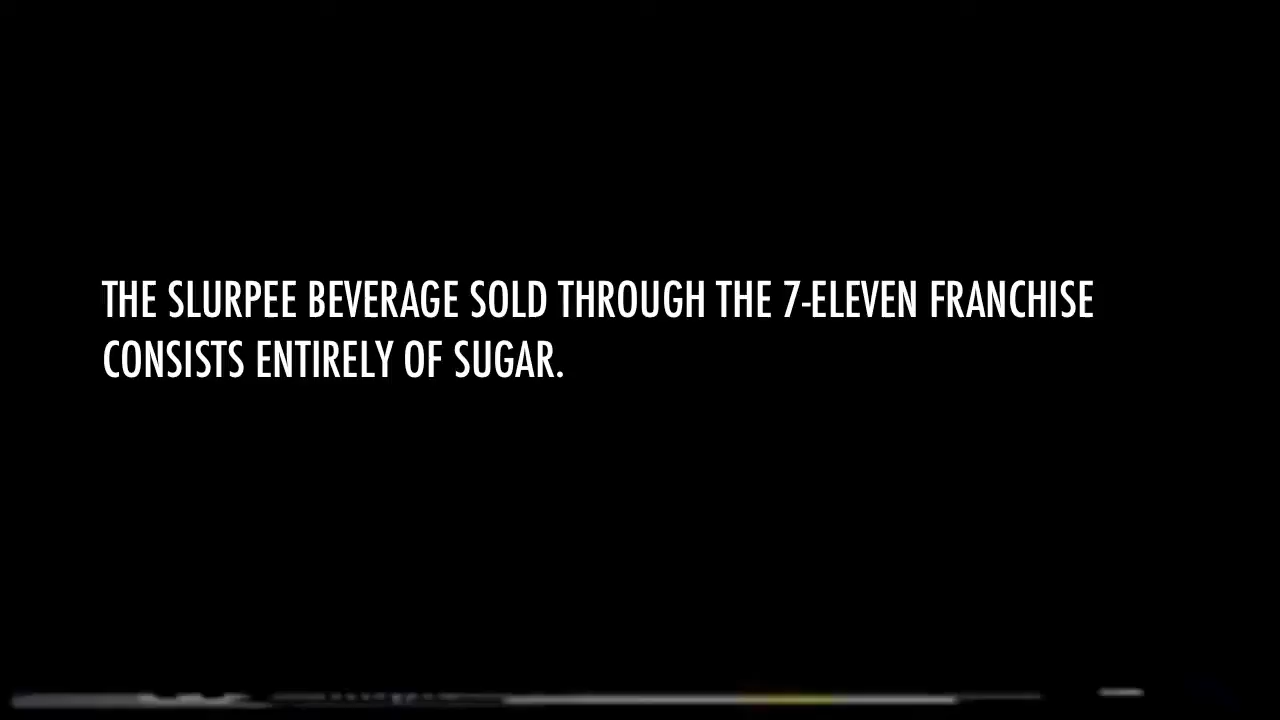 THE SLURPEE BEVERAGE SOLD THROUGH THE 7-ELEVEN FRANCHISE
CONSISTS ENTIRELY OF SUGAR.